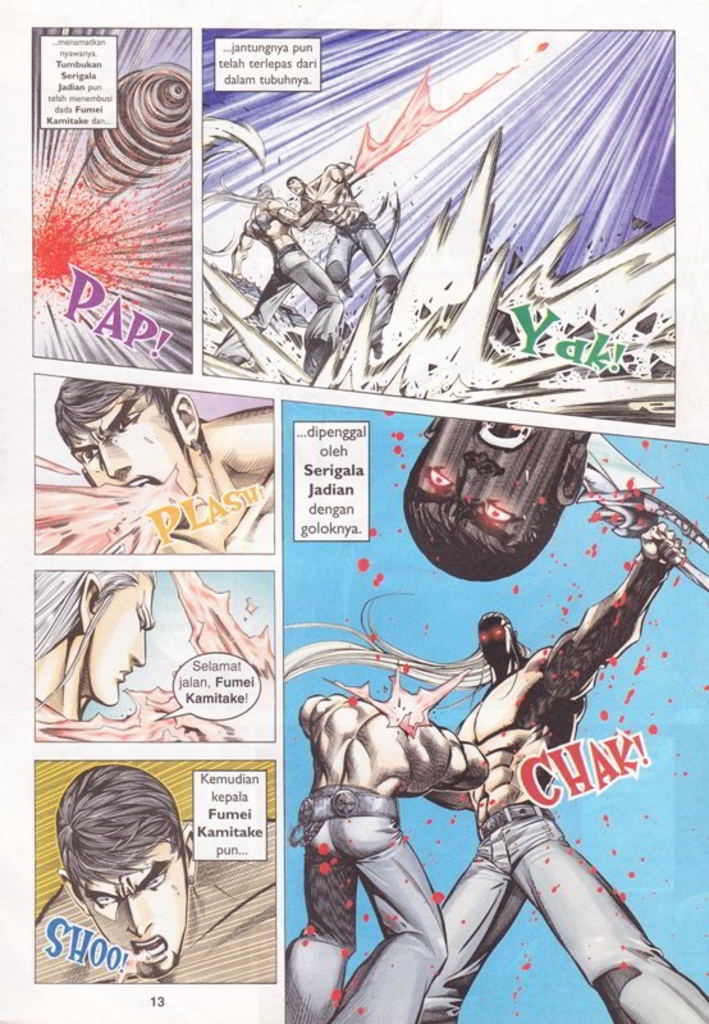 ...menamatkan
nyawanya.
Tumbukan
Serigala
Jadian pun
telah menembusi
dada Fumei
Kamitake dan...
PAP!
...jantungnya pun
telah terlepas dari
dalam tubuhnya.
Yak!
PLASH!
Selamat
jalan, Fumei
Kamitake!
Kemudian
kepala
Fumei
Kamitake
pun...
SHOO!
...dipenggal
oleh
Serigala
Jadian
dengan
goloknya.
CHAK!
13